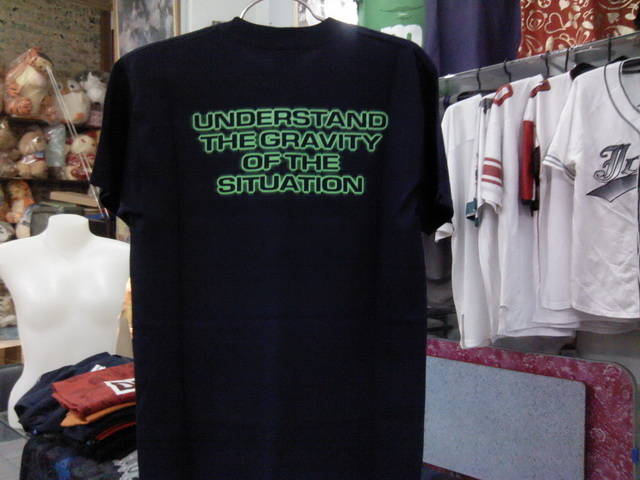 UNDERSTAND
THE GRAVITY
OF THE
SITUATION